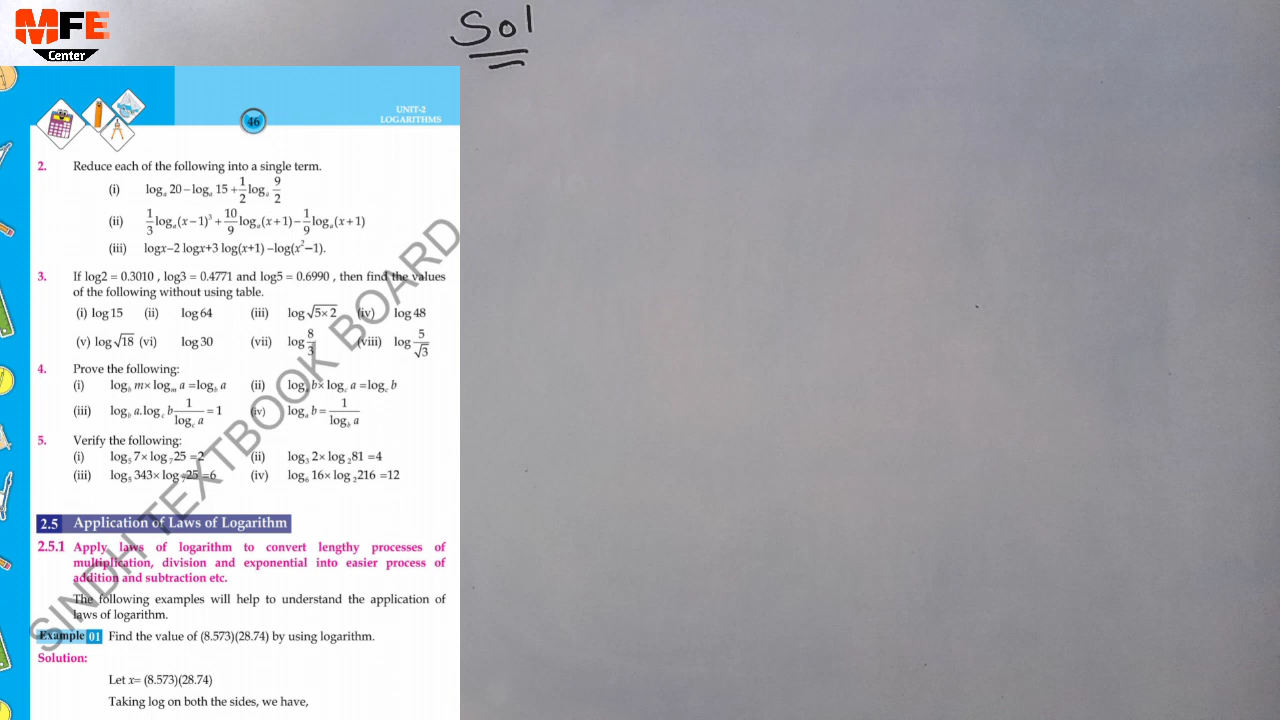 MFE
Center
Sol
46
UNIT-2
LOGARITHMS
2. Reduce each of the following into a single term.
(i) logₐ 20 − logₐ 15 + 1/2 logₐ 9/2
(ii) 1/3 logₐ(x−1)³ + 10/9 logₐ(x+1) − 1/9 logₐ(x+1)
(iii) logx−2 logx+3 log(x+1) −log(x²−1).
3. If log2 = 0.3010 , log3 = 0.4771 and log5 = 0.6990 , then find the values
of the following without using table.
(i) log 15 (ii) log 64 (iii) log √(5×2) (iv) log 48
(v) log √18 (vi) log 30 (vii) log 8/3 (viii) log 5/√3
4. Prove the following:
(i) log_b m × log_m a = log_b a (ii) log_a b × log_c a = log_c b
(iii) log_b a . log_c b 1/log_c a = 1 (iv) log_a b = 1/log_b a
5. Verify the following:
(i) log₅ 7 × log₇ 25 = 2 (ii) log₃ 2 × log₂ 81 = 4
(iii) log₅ 343 × log₇ 25 = 6 (iv) log₆ 16 × log₂ 216 = 12
2.5 Application of Laws of Logarithm
2.5.1 Apply laws of logarithm to convert lengthy processes of
multiplication, division and exponential into easier process of
addition and subtraction etc.
The following examples will help to understand the application of
laws of logarithm.
Example 01 Find the value of (8.573)(28.74) by using logarithm.
Solution:
Let x= (8.573)(28.74)
Taking log on both the sides, we have,
SINDH TEXTBOOK BOARD